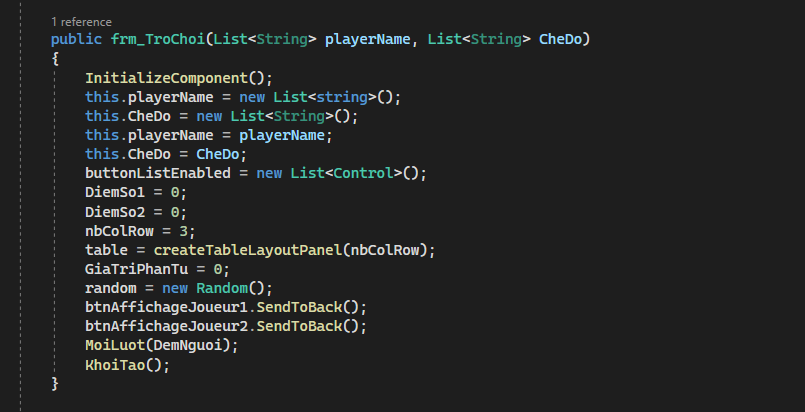 1 reference
public frm_TroChoi(List<String> playerName, List<String> CheDo)
{
InitializeComponent();
this.playerName = new List<string>();
this.CheDo = new List<String>();
this.playerName = playerName;
this.CheDo = CheDo;
buttonListEnabled = new List<Control>();
DiemSo1 = 0;
DiemSo2 = 0;
nbColRow = 3;
table = createTableLayoutPanel(nbColRow);
GiaTriPhanTu = 0;
random = new Random();
btnAffichageJoueur1.SendToBack();
btnAffichageJoueur2.SendToBack();
MoiLuot(DemNguoi);
KhoiTao();
}